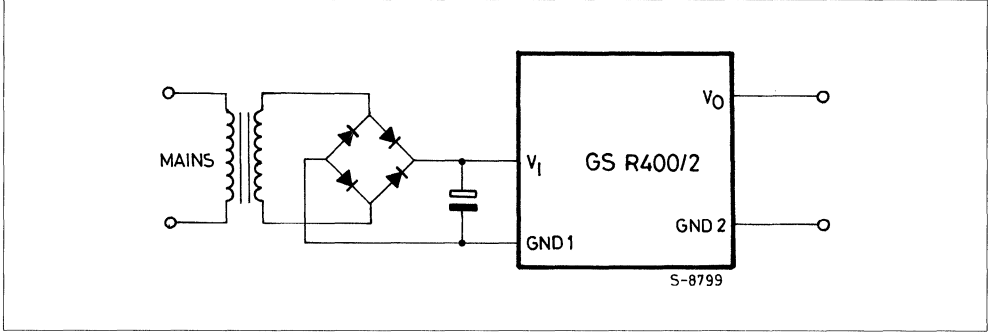 MAINS
V_O
V_I
GS R400/2
GND 2
GND 1
S-8799